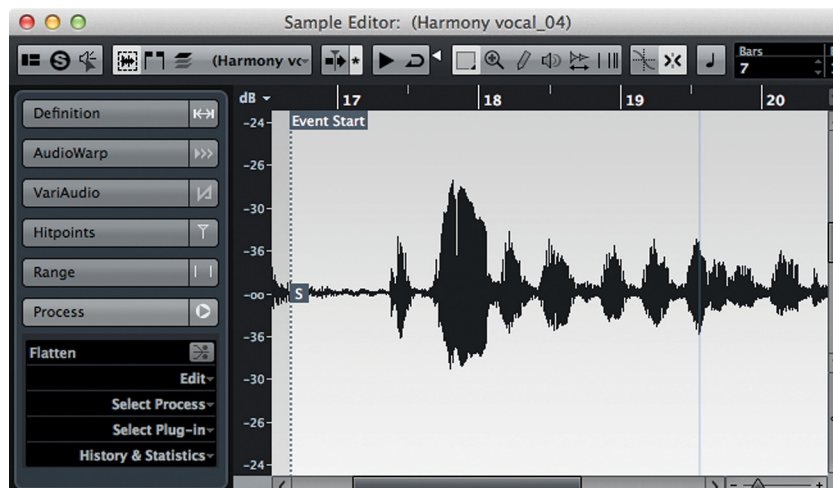 Sample Editor: (Harmony vocal_04)
(Harmony vo
Bars
7
Definition
AudioWarp
VariAudio
Hitpoints
Range
Process
Flatten
Edit
Select Process
Select Plug-in
History & Statistics
dB
17
18
19
20
Event Start
-24
-26
-30
-36
-oo
-36
-30
-26
-24
S